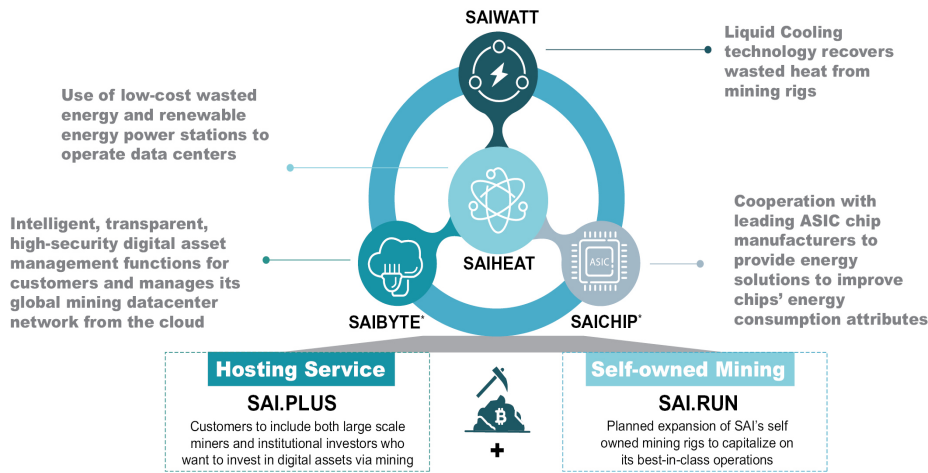 SAIWATT
Liquid Cooling
technology recovers
wasted heat from
mining rigs
Use of low-cost wasted
energy and renewable
energy power stations to
operate data centers
SAIHEAT
Intelligent, transparent,
high-security digital asset
management functions for
customers and manages its
global mining datacenter
network from the cloud
SAIBYTE*
ASIC
SAICHIP*
Cooperation with
leading ASIC chip
manufacturers to
provide energy
solutions to improve
chips’ energy
consumption attributes
Hosting Service
SAI.PLUS
Customers to include both large scale
miners and institutional investors who
want to invest in digital assets via mining
B
+
Self-owned Mining
SAI.RUN
Planned expansion of SAI’s self
owned mining rigs to capitalize on
its best-in-class operations